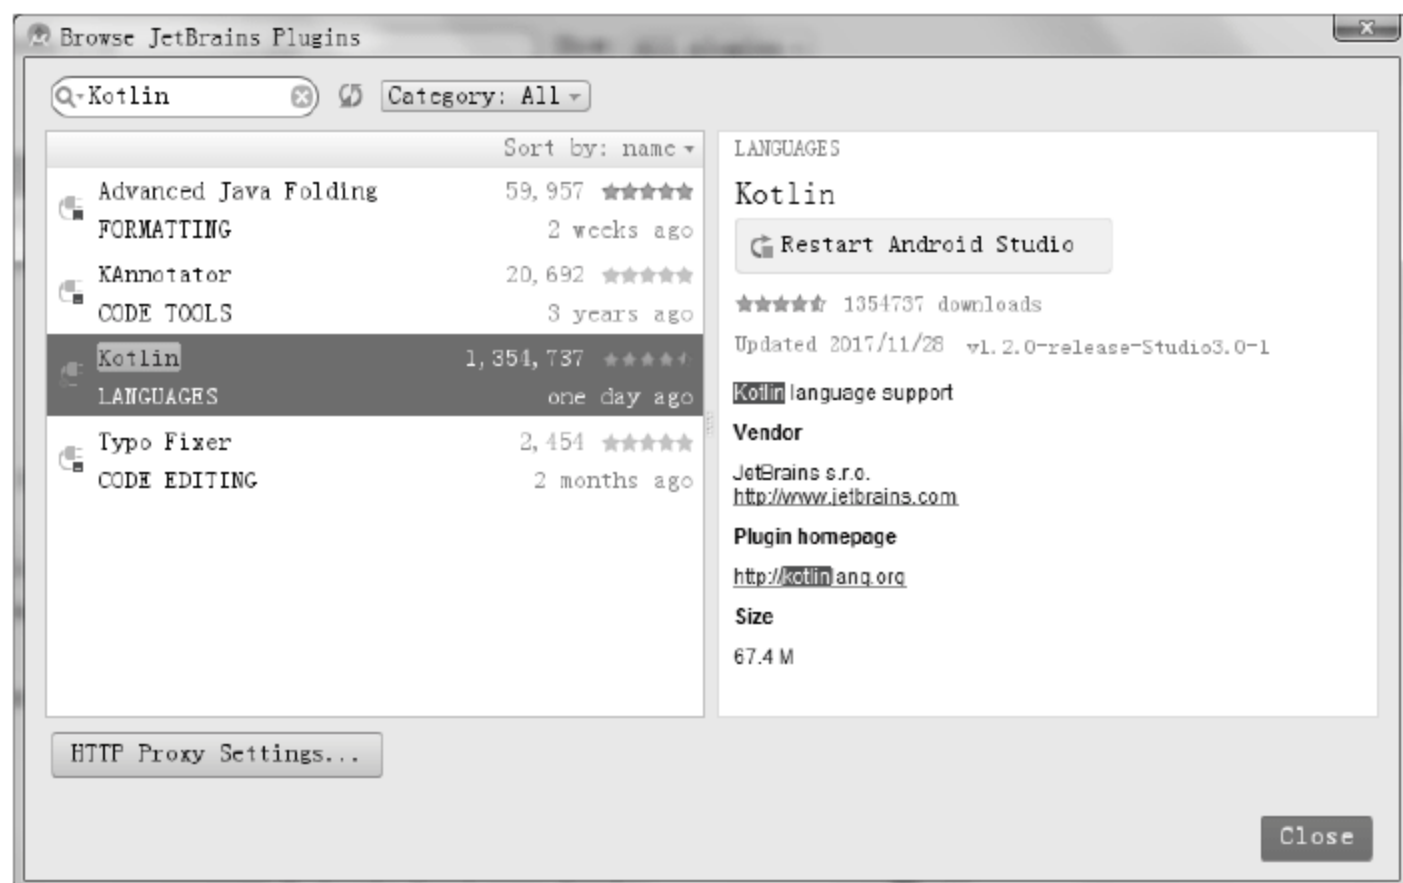 Browse JetBrains Plugins
Kotlin
Category: All
Sort by: name
Advanced Java Folding 59,957
FORMATTING 2 weeks ago
KAnnotator 20,692
CODE TOOLS 3 years ago
Kotlin 1,354,737
LANGUAGES one day ago
Typo Fixer 2,454
CODE EDITING 2 months ago
HTTP Proxy Settings...
LANGUAGES
Kotlin
Restart Android Studio
1354737 downloads
Updated 2017/11/28 v1.2.0-release-Studio3.0-1
Kotlin language support
Vendor
JetBrains s.r.o.
http://www.jetbrains.com
Plugin homepage
http://kotlinlang.org
Size
67.4 M
Close